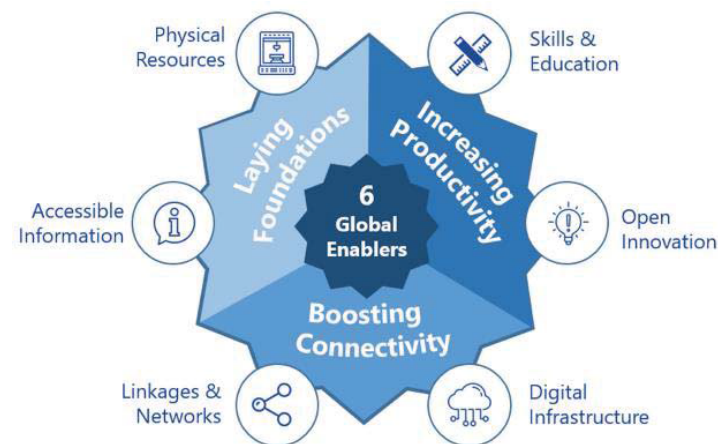 Physical
Resources
Skills &
Education
Laying
Foundations
Increasing
Productivity
Accessible
Information
6
Global
Enablers
Open
Innovation
Boosting
Connectivity
Linkages &
Networks
Digital
Infrastructure